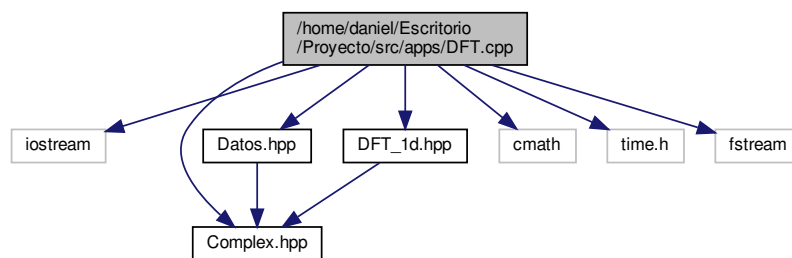 /home/daniel/Escritorio
/Proyecto/src/apps/DFT.cpp
iostream
Datos.hpp
DFT_1d.hpp
cmath
time.h
fstream
Complex.hpp